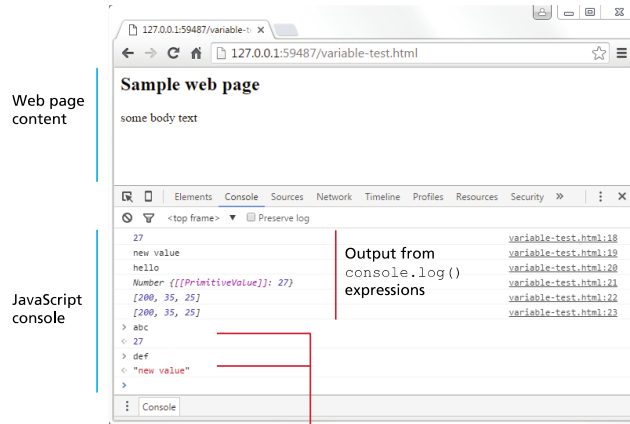 127.0.0.1:59487/variable-t
127.0.0.1:59487/variable-test.html
Sample web page
some body text
Web page
content
Elements Console Sources Network Timeline Profiles Resources Security »
<top frame> ▼ Preserve log
27 variable-test.html:18
new value variable-test.html:19
hello variable-test.html:20
Number {[[PrimitiveValue]]: 27} variable-test.html:21
[200, 35, 25] variable-test.html:22
[200, 35, 25] variable-test.html:23
Output from
console.log()
expressions
JavaScript
console
> abc
< 27
> def
< "new value"
>
Console